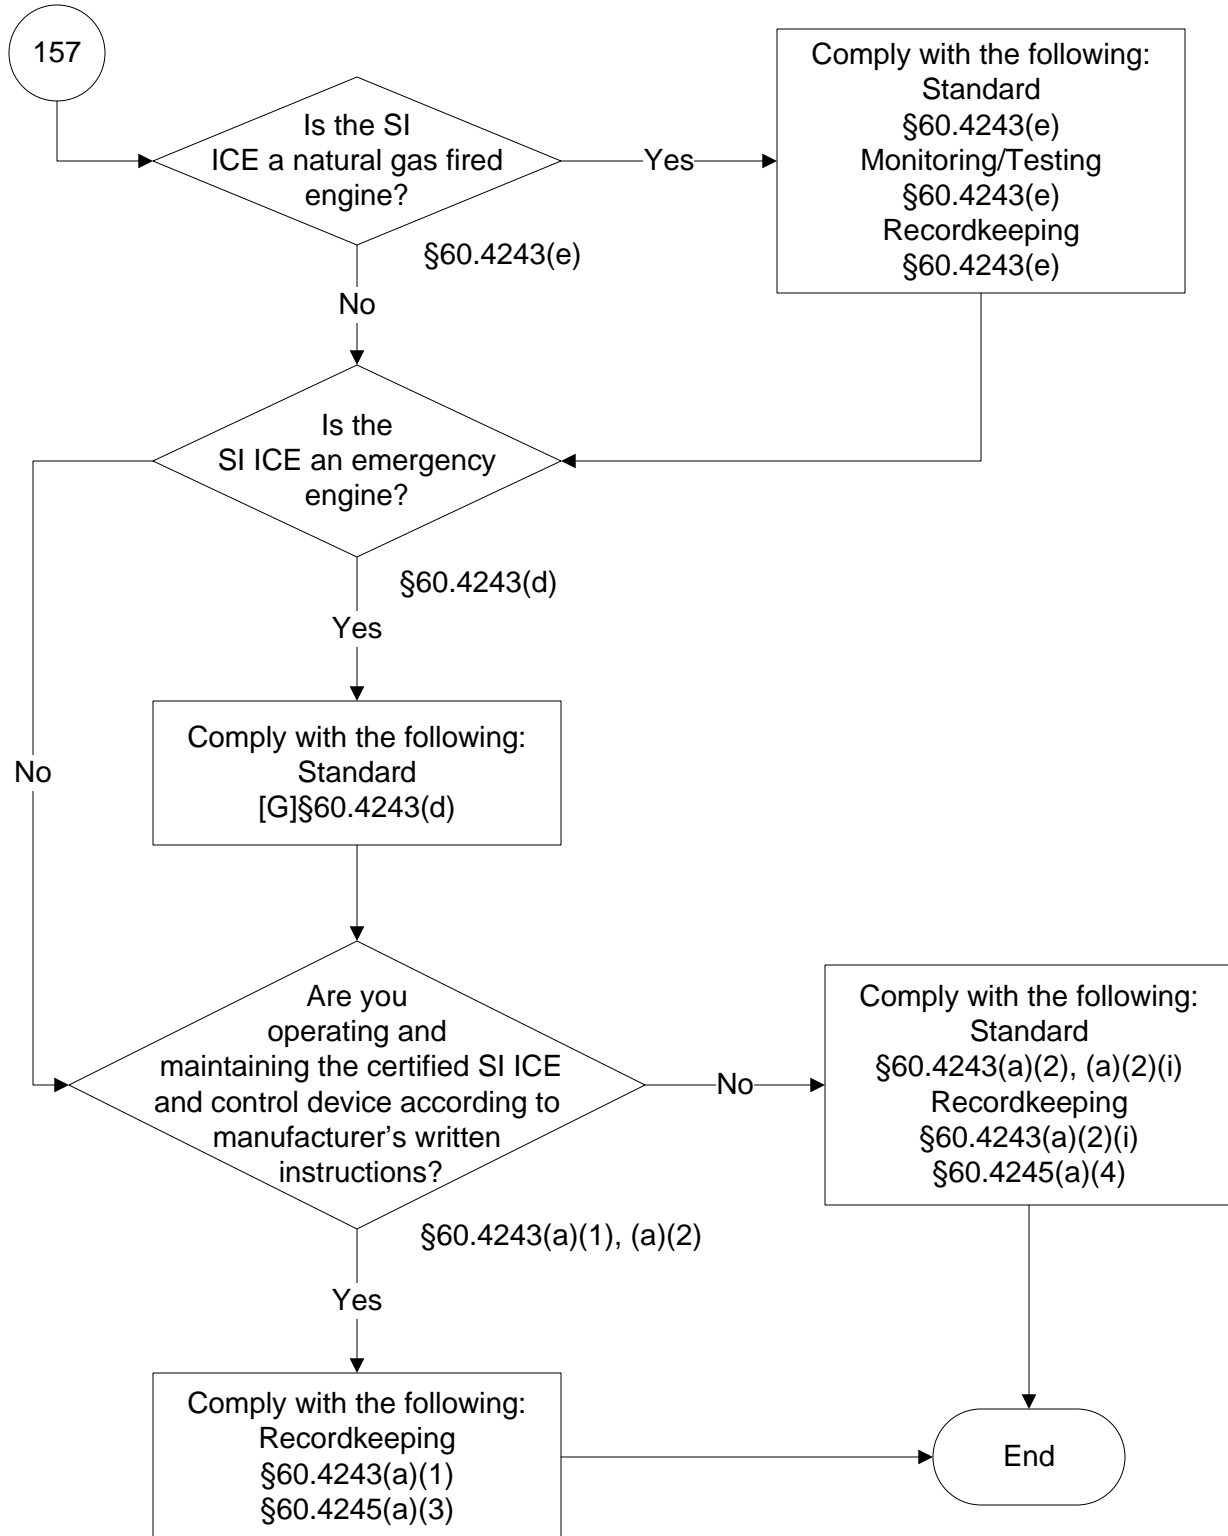 157
Is the SI
ICE a natural gas fired
engine?
Yes
Comply with the following:
Standard
§60.4243(e)
Monitoring/Testing
§60.4243(e)
Recordkeeping
§60.4243(e)
§60.4243(e)
No
Is the
SI ICE an emergency
engine?
§60.4243(d)
Yes
No
Comply with the following:
Standard
[G]§60.4243(d)
Are you
operating and
maintaining the certified SI ICE
and control device according to
manufacturer’s written
instructions?
No
Comply with the following:
Standard
§60.4243(a)(2), (a)(2)(i)
Recordkeeping
§60.4243(a)(2)(i)
§60.4245(a)(4)
§60.4243(a)(1), (a)(2)
Yes
Comply with the following:
Recordkeeping
§60.4243(a)(1)
§60.4245(a)(3)
End